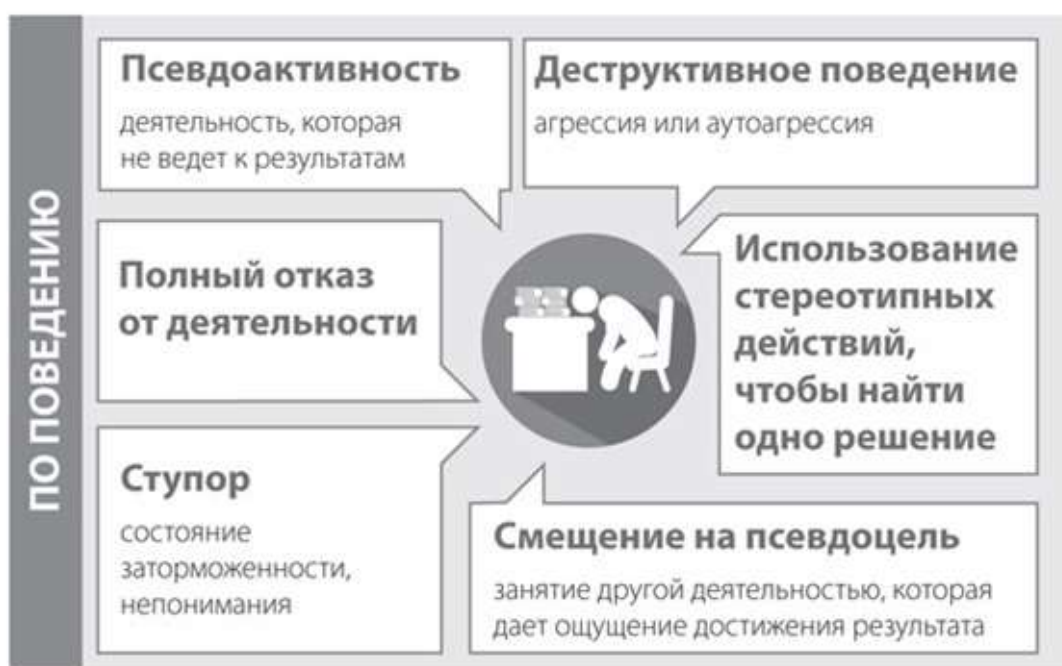 ПО ПОВЕДЕНИЮ
Псевдоактивность
деятельность, которая
не ведет к результатам
Деструктивное поведение
агрессия или аутоагрессия
Полный отказ
от деятельности
Использование
стереотипных
действий,
чтобы найти
одно решение
Ступор
состояние
заторможенности,
непонимания
Смещение на псевдоцель
занятие другой деятельностью, которая
дает ощущение достижения результата